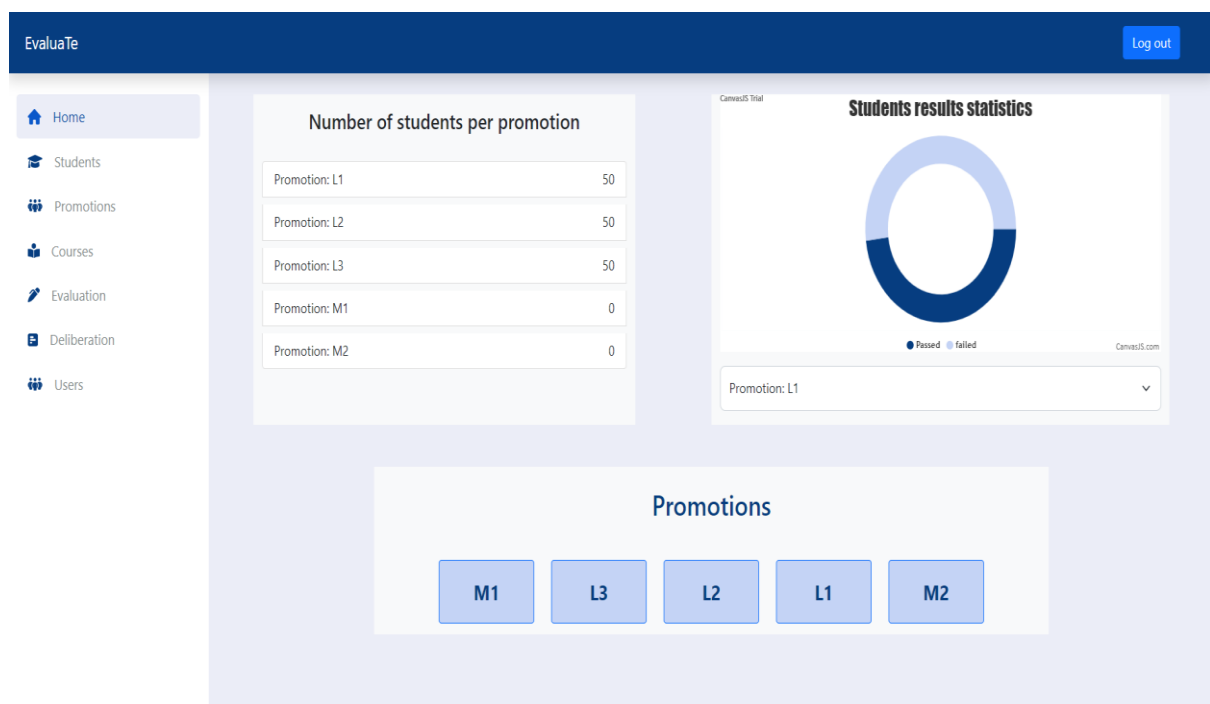 EvaluaTe
Log out
Home
Students
Promotions
Courses
Evaluation
Deliberation
Users
Number of students per promotion
Promotion: L1 50
Promotion: L2 50
Promotion: L3 50
Promotion: M1 0
Promotion: M2 0
CanvasJS Trial
Students results statistics
Passed failed
CanvasJS.com
Promotion: L1
Promotions
M1 L3 L2 L1 M2